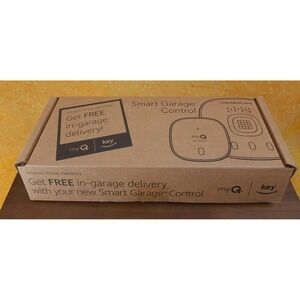 Get FREE
in-garage
delivery!
myQ
key
Smart Garage
Control
myQ
Get FREE in-garage delivery
with your new Smart Garage Control
myQ
key